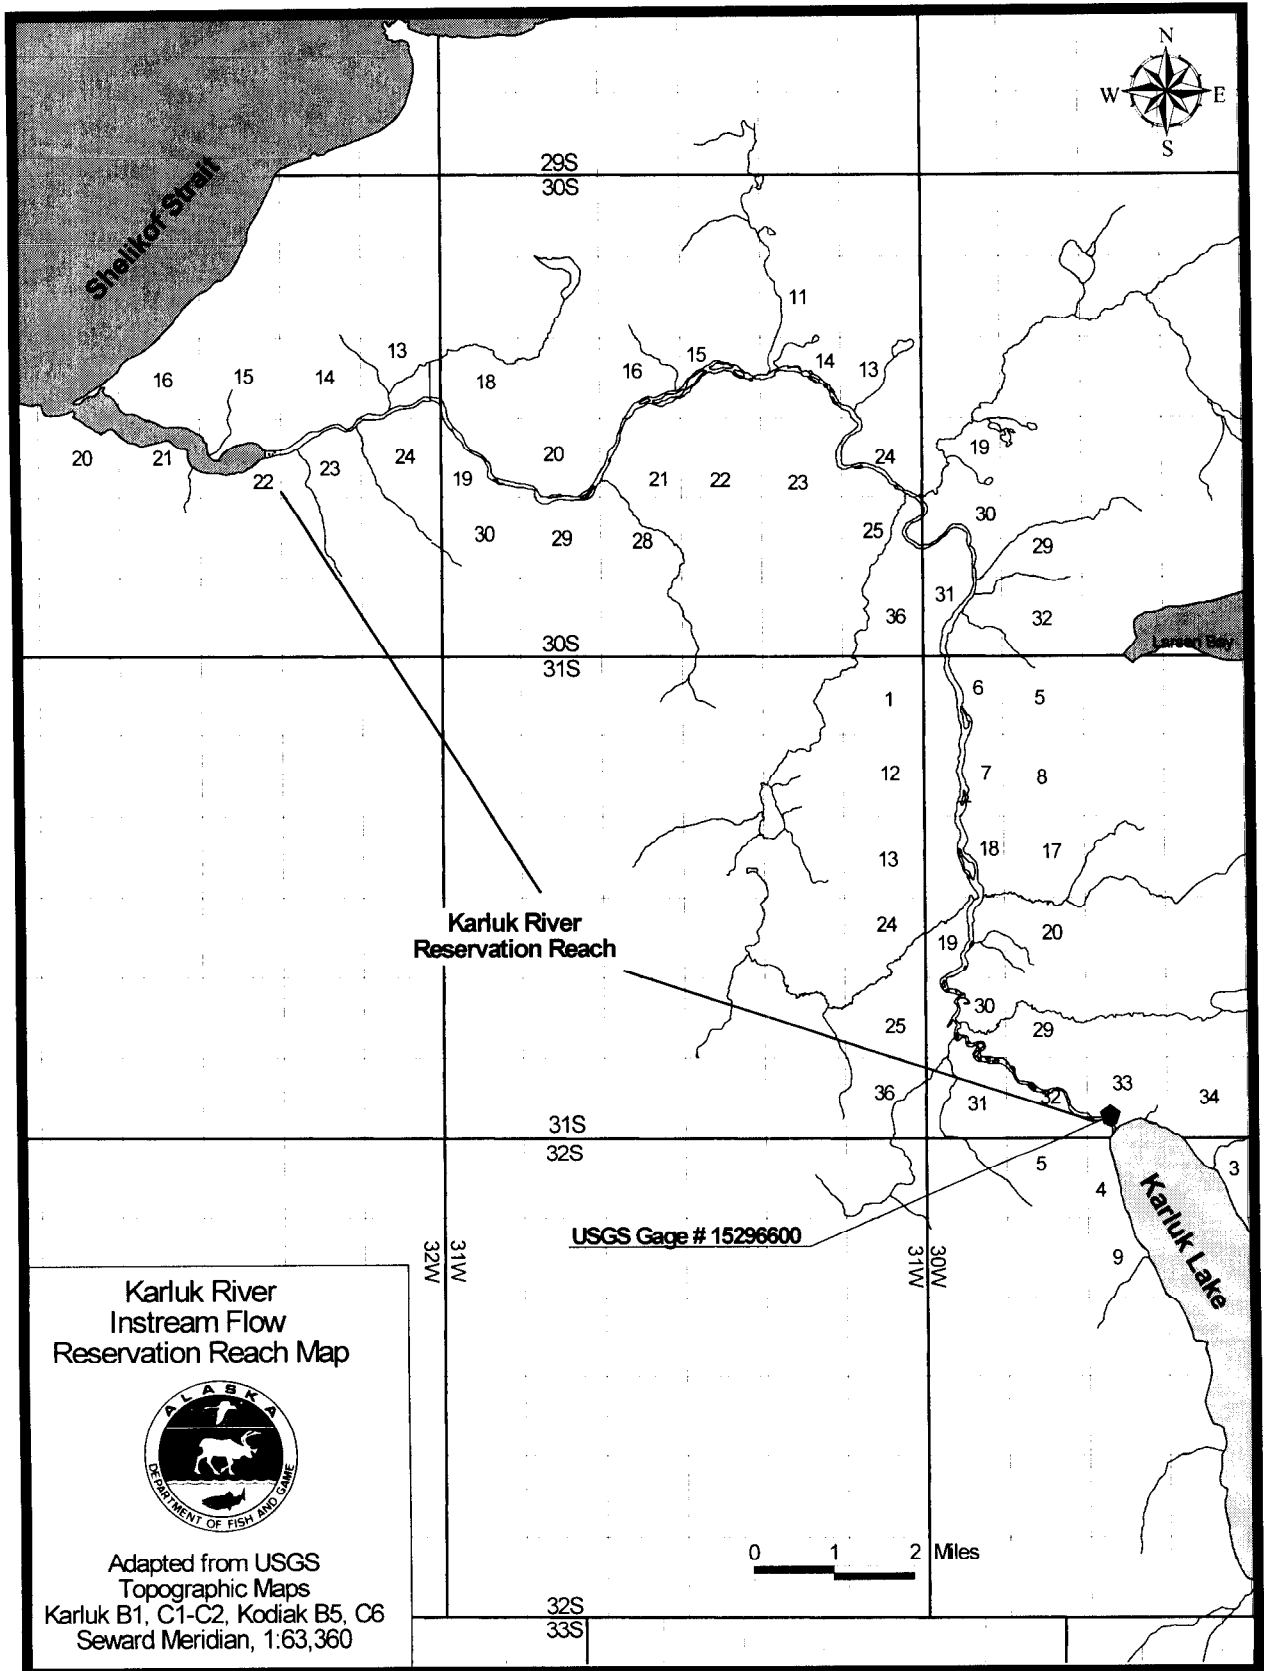 N
W E
S
29S
30S
Shelikof Strait
11
13
16 15 14 18 16 15 14 13
20 21 22 23 24 19 20 21 22 23 24 19
30 29 28 25 30 29
31 36 32
Larsen Bay
30S
31S
1 6 5
12 7 8
13 18 17
Karluk River
Reservation Reach
24 19 20
25 30 29
36 31 32 33 34
31S
32S
5 4 3
Karluk Lake
USGS Gage # 15296600
9
32W 31W
31W 30W
Karluk River
Instream Flow
Reservation Reach Map
ALASKA
DEPARTMENT OF FISH AND GAME
Adapted from USGS
Topographic Maps
Karluk B1, C1-C2, Kodiak B5, C6
Seward Meridian, 1:63,360
0 1 2 Miles
32S
33S